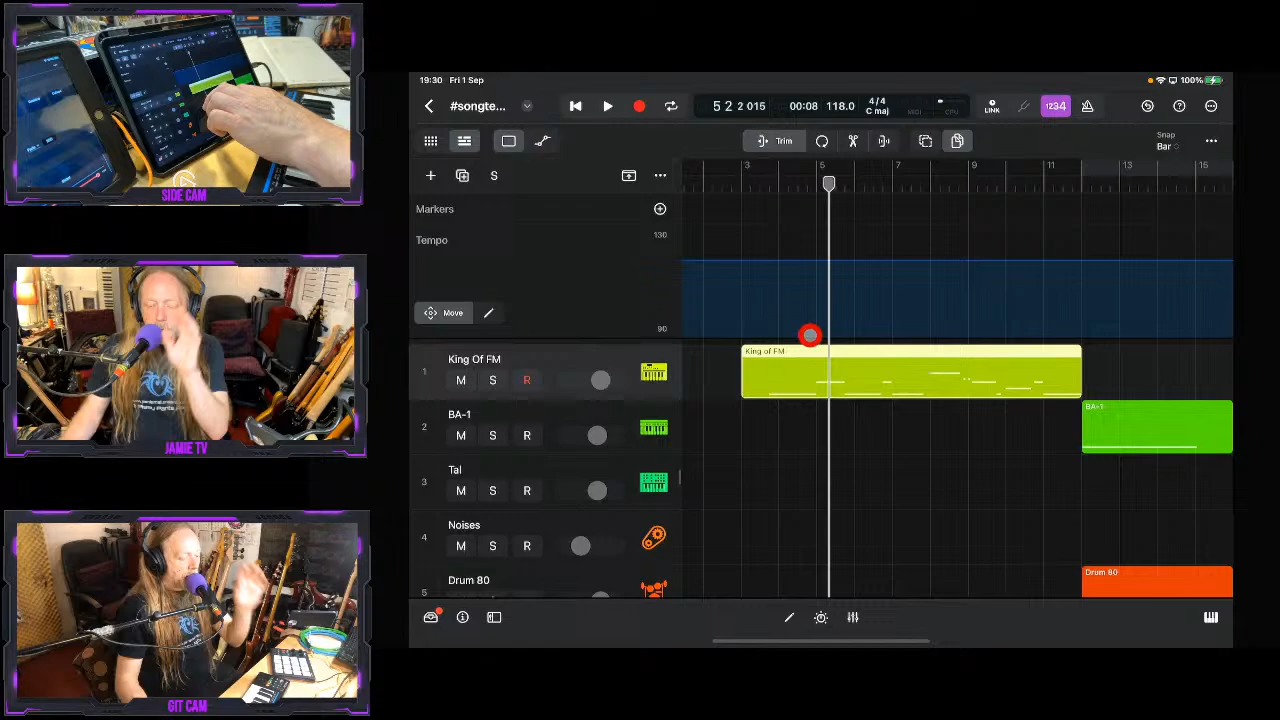 SIDE CAM
JAMIE TV
GIT CAM
19:30 Fri 1 Sep
100%
#songte...
5 2 2 015
00:08
118.0
4/4
C maj
MIDI
CPU
LINK
1234
Trim
Snap
Bar
S
3
5
7
9
11
13
15
Markers
Tempo
130
Move
90
1
King Of FM
M S R
King of FM
2
BA-1
M S R
BA-1
3
Tal
M S R
4
Noises
M S R
5
Drum 80
Drum 80